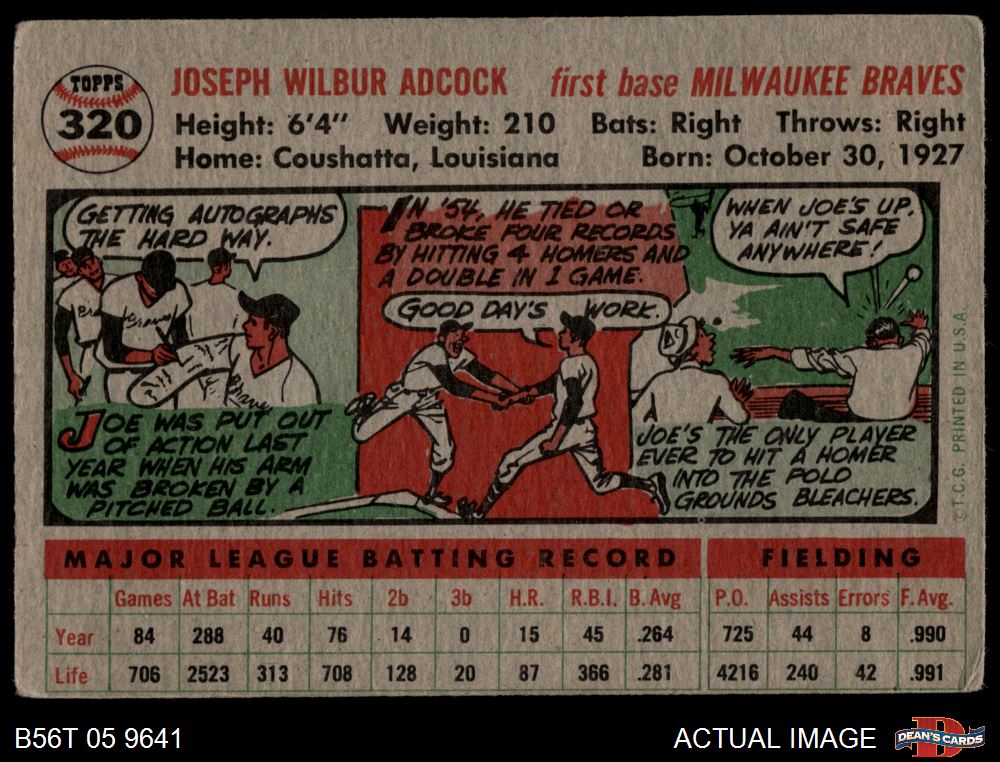 TOPPS
320
JOSEPH WILBUR ADCOCK first base MILWAUKEE BRAVES
Height: 6'4" Weight: 210 Bats: Right Throws: Right
Home: Coushatta, Louisiana Born: October 30, 1927
GETTING AUTOGRAPHS
THE HARD WAY.
Braves
Braves
JOE WAS PUT OUT
OF ACTION LAST
YEAR WHEN HIS ARM
WAS BROKEN BY A
PITCHED BALL.
IN '54, HE TIED OR
BROKE FOUR RECORDS
BY HITTING 4 HOMERS AND
A DOUBLE IN 1 GAME.
GOOD DAY'S WORK.
WHEN JOE'S UP,
YA AIN'T SAFE
ANYWHERE!
JOE'S THE ONLY PLAYER
EVER TO HIT A HOMER
INTO THE POLO
GROUNDS BLEACHERS.
©T.C.G. PRINTED IN U.S.A.
MAJOR LEAGUE BATTING RECORD FIELDING
Games At Bat Runs Hits 2b 3b H.R. R.B.I. B. Avg P.O. Assists Errors F. Avg.
Year 84 288 40 76 14 0 15 45 .264 725 44 8 .990
Life 706 2523 313 708 128 20 87 366 .281 4216 240 42 .991
B56T 05 9641 ACTUAL IMAGE DEAN'S CARDS